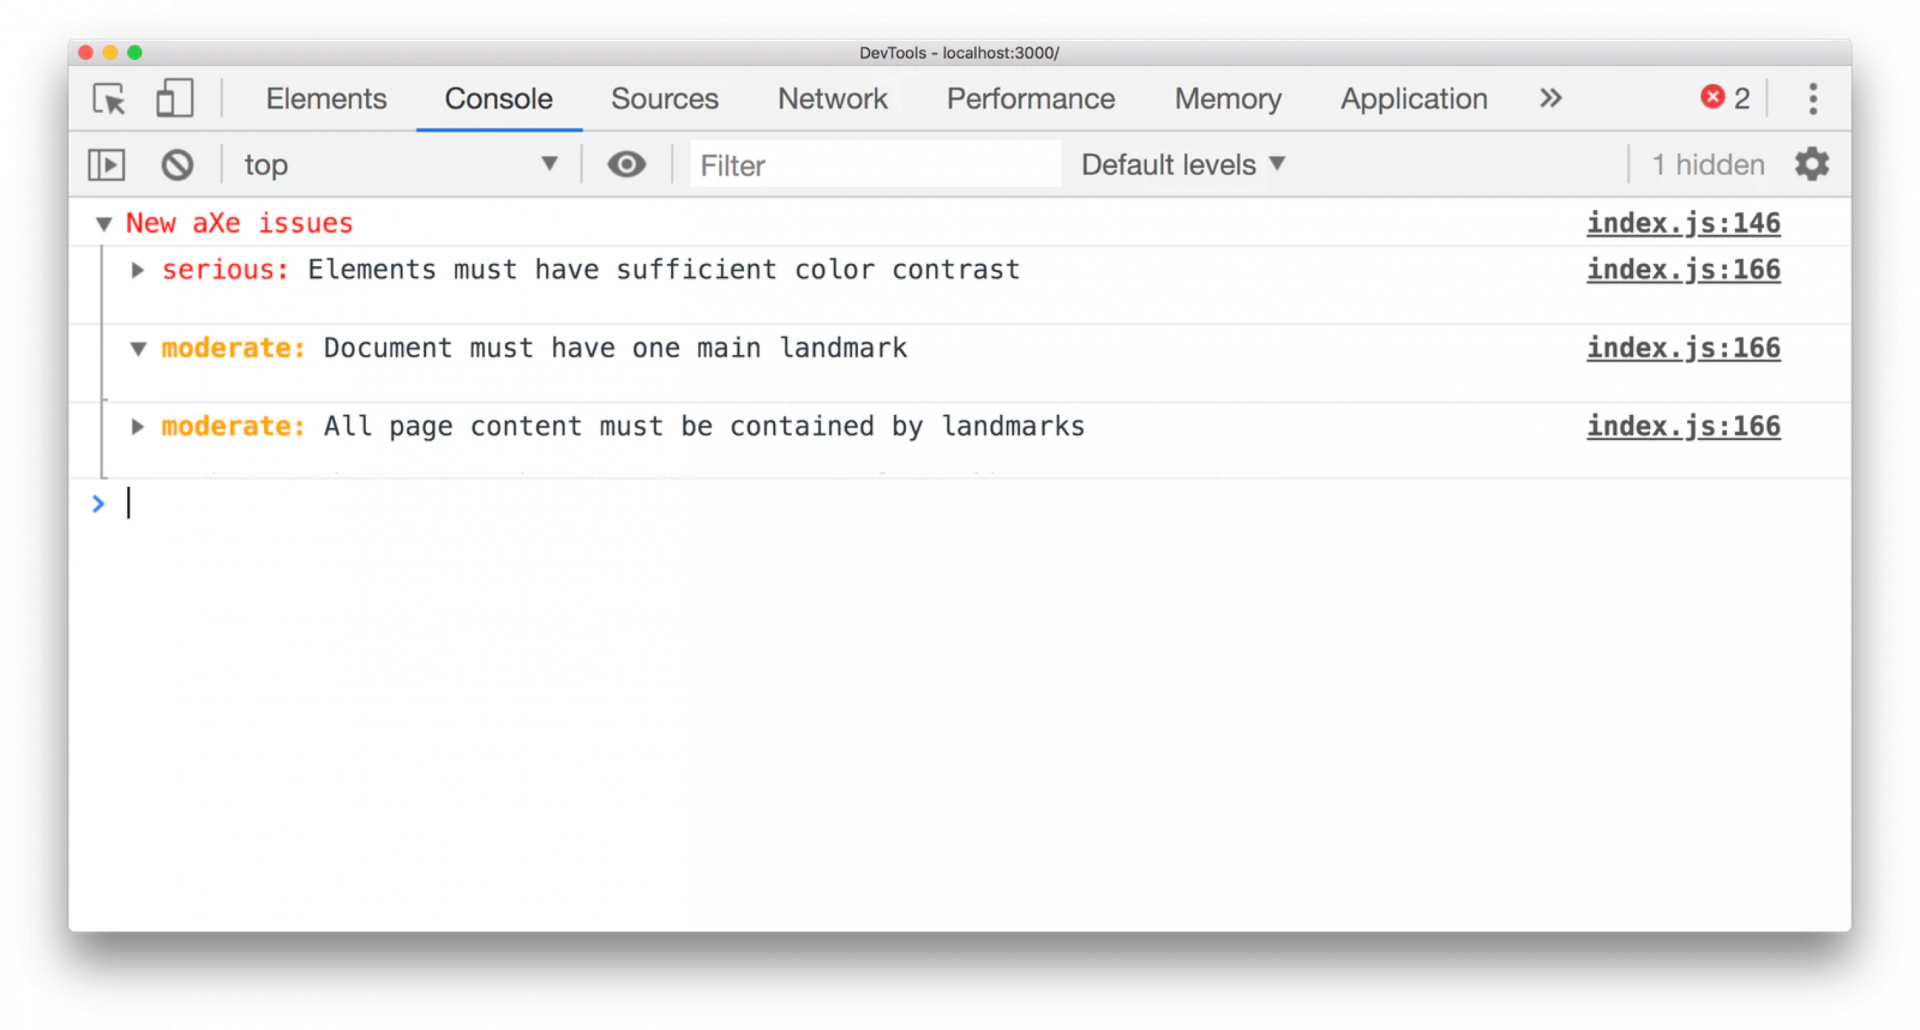 DevTools - localhost:3000/
Elements Console Sources Network Performance Memory Application » 2
top Filter Default levels 1 hidden
New aXe issues index.js:146
serious: Elements must have sufficient color contrast index.js:166
moderate: Document must have one main landmark index.js:166
moderate: All page content must be contained by landmarks index.js:166